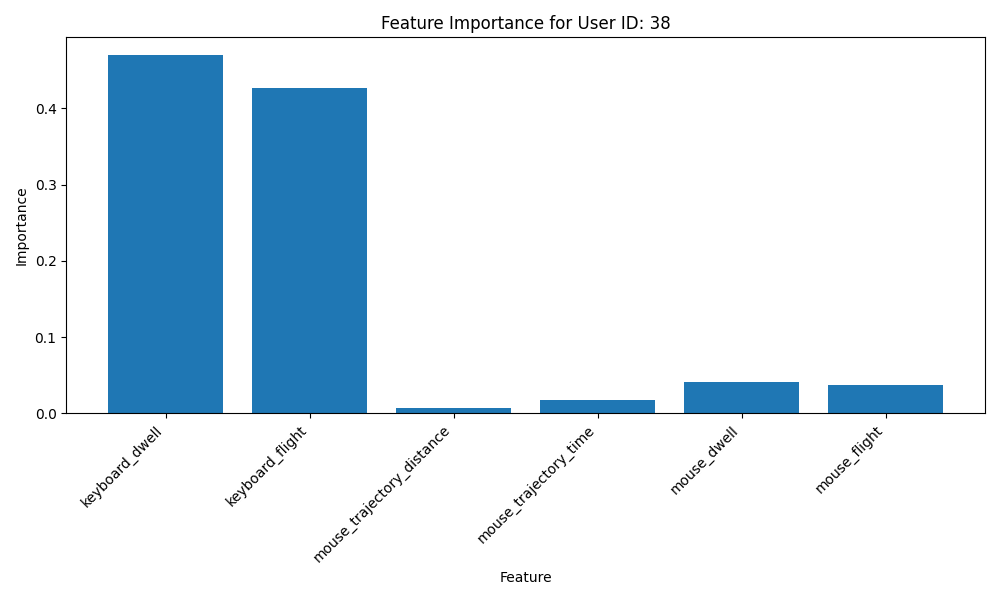 Feature Importance for User ID: 38
Importance
0.4
0.3
0.2
0.1
0.0
keyboard_dwell
keyboard_flight
mouse_trajectory_distance
mouse_trajectory_time
mouse_dwell
mouse_flight
Feature